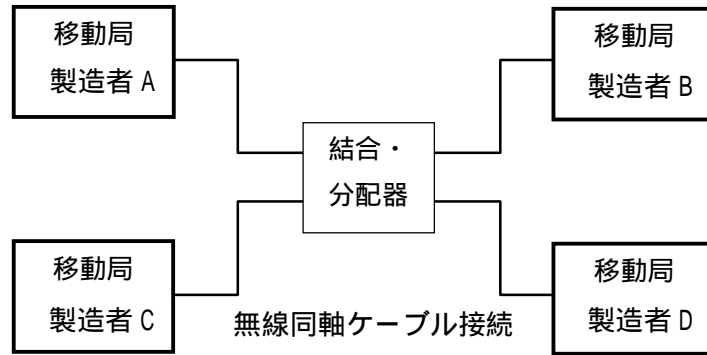 移動局
製造者 A
移動局
製造者 B
結合・
分配器
移動局
製造者 C
移動局
製造者 D
無線同軸ケーブル接続